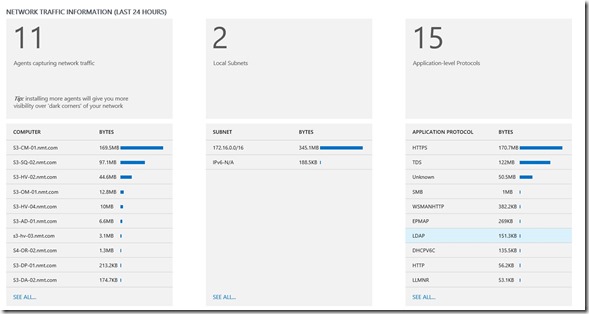 NETWORK TRAFFIC INFORMATION (LAST 24 HOURS)
11
Agents capturing network traffic
Tip: installing more agents will give you more
visibility over 'dark corners' of your network
COMPUTER BYTES
S3-CM-01.nmt.com 169.5MB
S3-SQ-02.nmt.com 97.1MB
S3-HV-02.nmt.com 44.6MB
S3-OM-01.nmt.com 12.8MB
S3-HV-04.nmt.com 10MB
S3-AD-01.nmt.com 6.6MB
s3-hv-03.nmt.com 3.1MB
S4-OR-02.nmt.com 1.3MB
S3-DP-01.nmt.com 213.2KB
S3-DA-02.nmt.com 174.7KB
SEE ALL...
2
Local Subnets
SUBNET BYTES
172.16.0.0/16 345.1MB
IPv6-N/A 188.5KB
SEE ALL...
15
Application-level Protocols
APPLICATION PROTOCOL BYTES
HTTPS 170.7MB
TDS 122MB
Unknown 50.5MB
SMB 1MB
WSMANHTTP 382.2KB
EPMAP 269KB
LDAP 151.3KB
DHCPV6C 135.5KB
HTTP 56.2KB
LLMNR 53.1KB
SEE ALL...